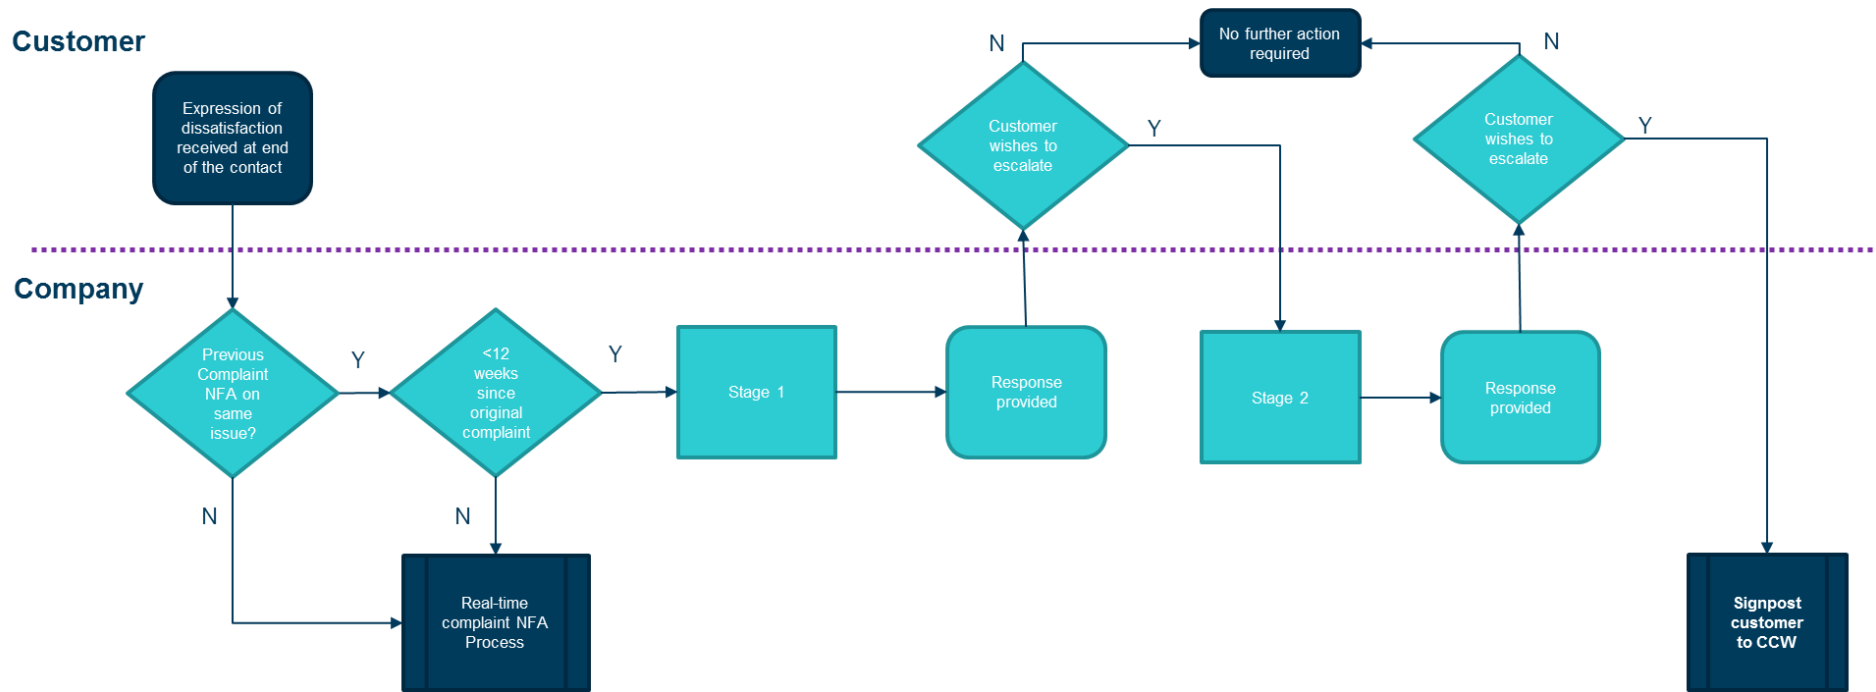 Customer
Expression of
dissatisfaction
received at end
of the contact
N
No further action
required
N
Customer
wishes to
escalate
Y
Customer
wishes to
escalate
Y
Company
Previous
Complaint
NFA on
same
issue?
Y
<12
weeks
since
original
complaint
Y
Stage 1
Response
provided
Stage 2
Response
provided
N
N
Real-time
complaint NFA
Process
Signpost
customer
to CCW